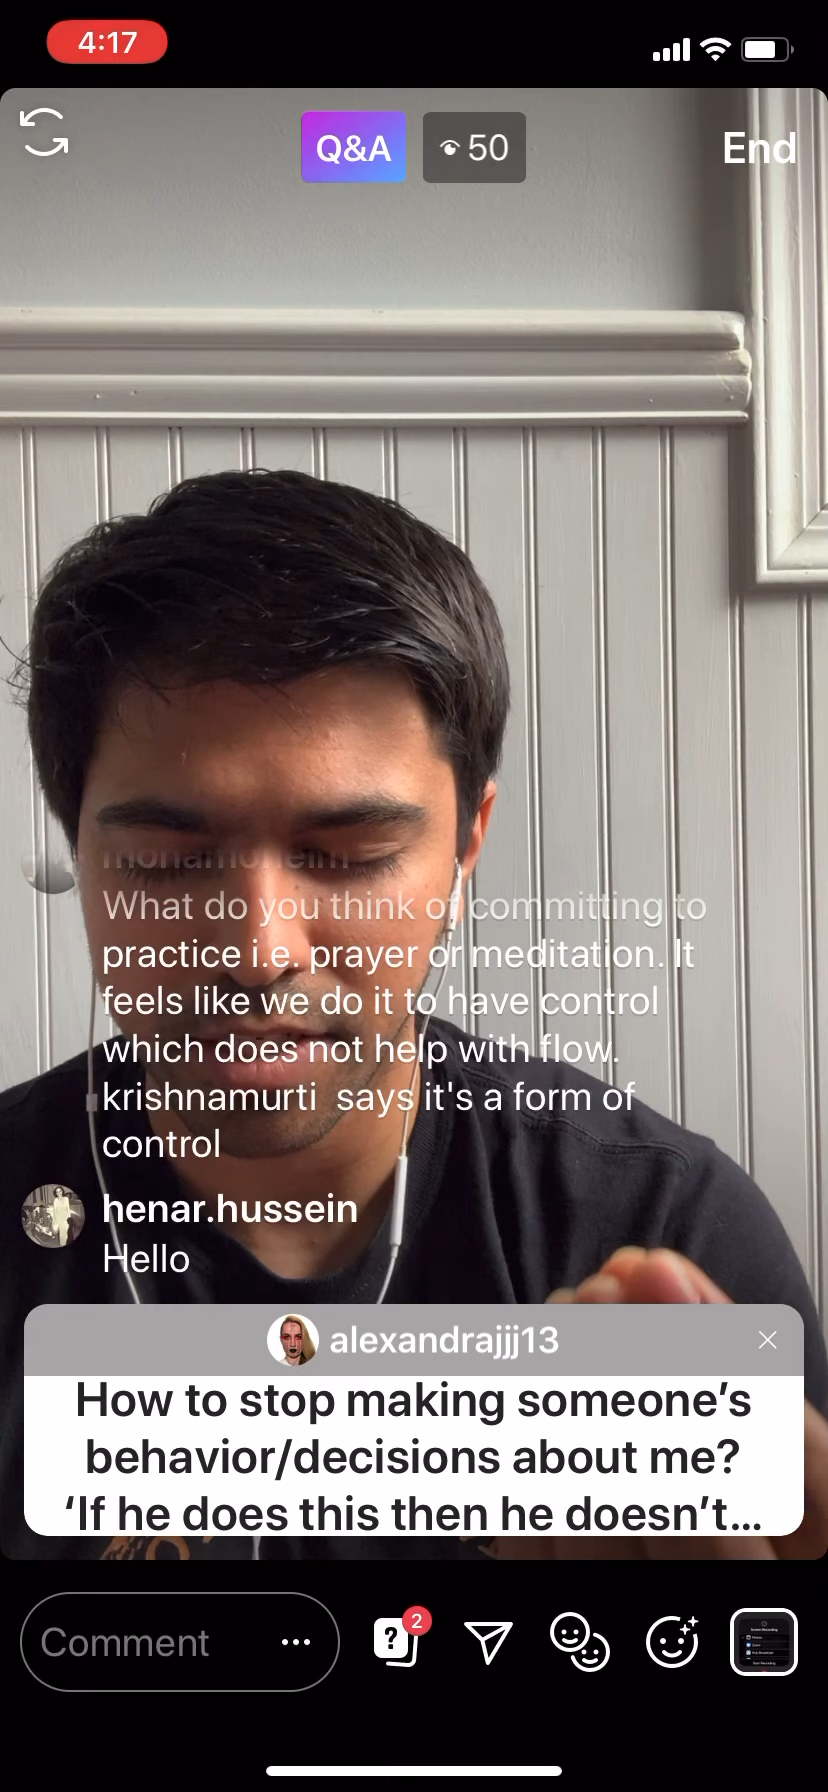 4:17
Q&A
50
End
monamoheim
What do you think of committing to
practice i.e. prayer or meditation. It
feels like we do it to have control
which does not help with flow.
krishnamurti  says it's a form of
control
henar.hussein
Hello
alexandrajjj13
How to stop making someone’s
behavior/decisions about me?
‘If he does this then he doesn’t...
Comment
2